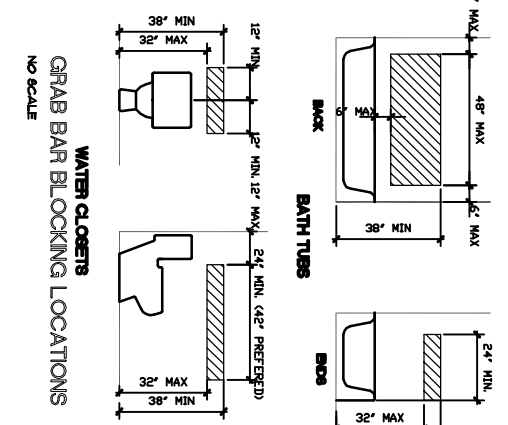 38" MIN
32" MAX
12" MIN.
12" MIN.
12" MAX
24" MIN. (42" PREFERRED)
32" MAX
38" MIN
WATER CLOSETS
GRAB BAR BLOCKING LOCATIONS
NO SCALE
MAX
48" MAX
6" MAX
6" MAX
BACK
38" MIN
BATH TUBS
ENDS
24" MIN.
32" MAX